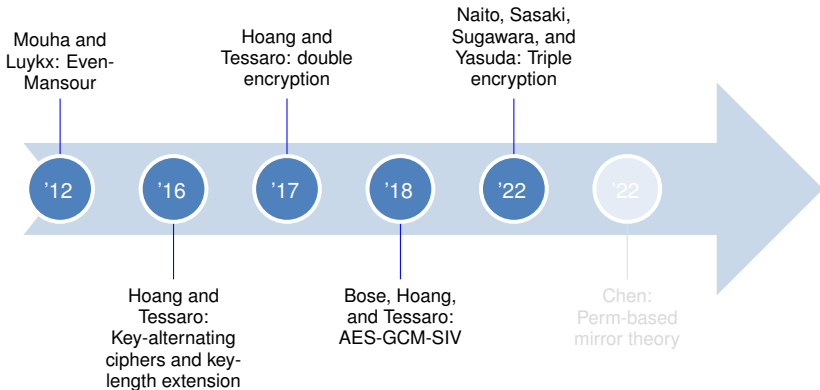 Mouha and
Luykx: Even-
Mansour
Hoang and
Tessaro: double
encryption
Naito, Sasaki,
Sugawara, and
Yasuda: Triple
encryption
'12
'16
'17
'18
'22
'22
Hoang and
Tessaro:
Key-alternating
ciphers and key-
length extension
Bose, Hoang,
and Tessaro:
AES-GCM-SIV
Chen:
Perm-based
mirror theory